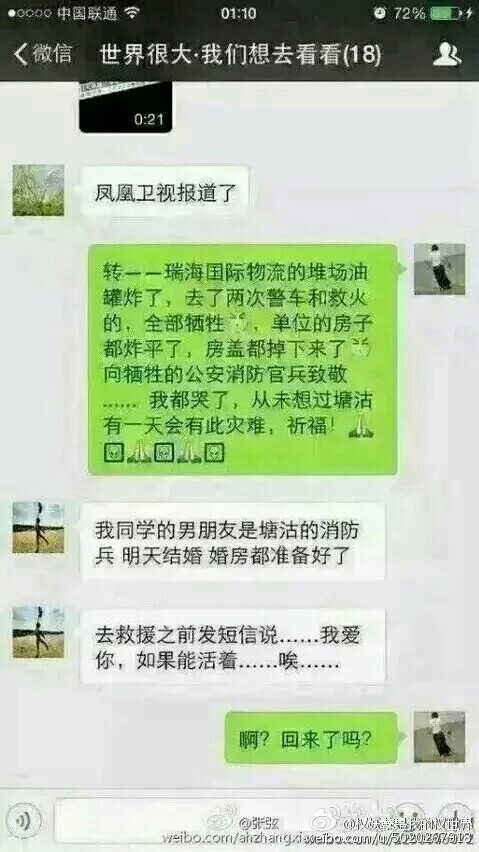 中国联通
01:10
72%
微信
世界很大·我们想去看看(18)
0:21
凤凰卫视报道了
转——瑞海国际物流的堆场油
罐炸了，去了两次警车和救火
的，全部牺牲，单位的房子
都炸平了，房盖都掉下来了
向牺牲的公安消防官兵致敬
...... 我都哭了，从未想过塘沽
有一天会有此灾难，祈福！
我同学的男朋友是塘沽的消防
兵 明天结婚 婚房都准备好了
去救援之前发短信说......我爱
你，如果能活着......唉......
啊？回来了吗？
@张弦